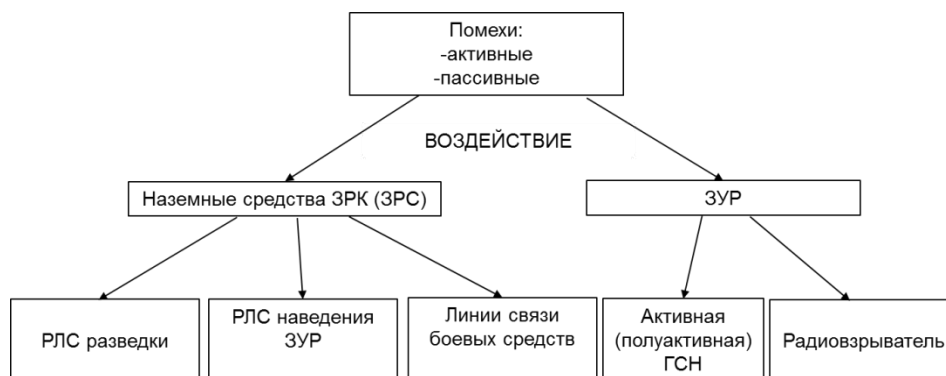 Помехи:
-активные
-пассивные
ВОЗДЕЙСТВИЕ
Наземные средства ЗРК (ЗРС)
ЗУР
РЛС разведки
РЛС наведения
ЗУР
Линии связи
боевых средств
Активная
(полуактивная)
ГСН
Радиовзрыватель